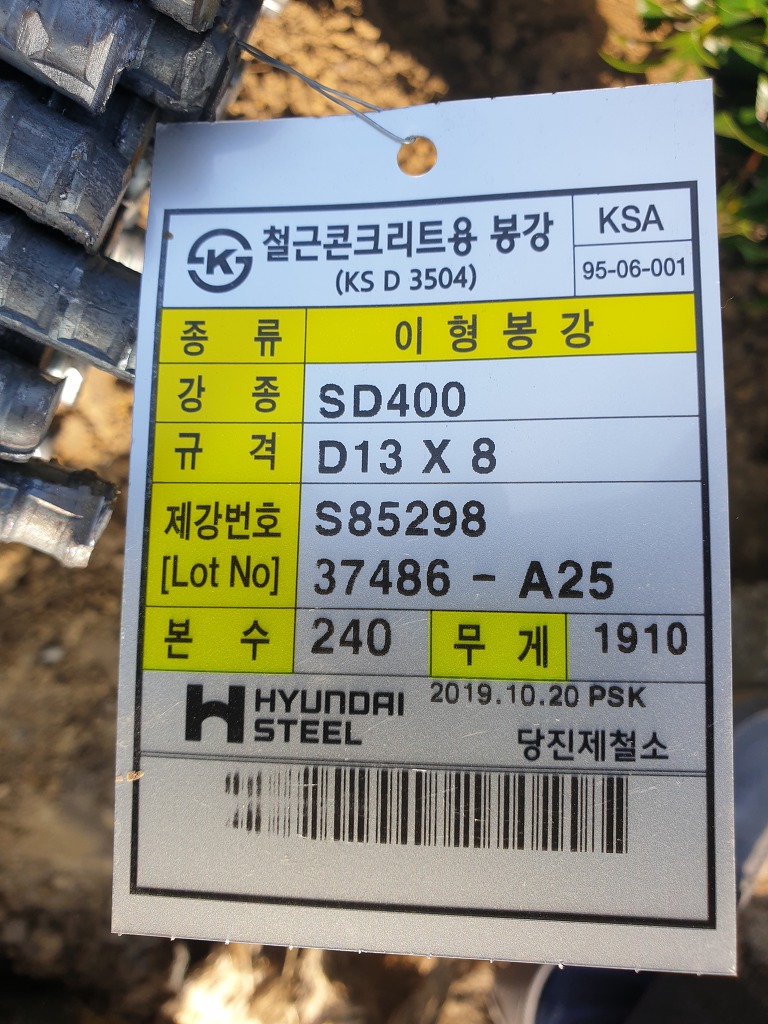 철근콘크리트용 봉강
(KS D 3504)
KSA
95-06-001
종 류 이 형 봉 강
강 종 SD400
규 격 D13 X 8
제강번호 S85298
[Lot No] 37486 - A25
본 수 240 무 게 1910
HYUNDAI
STEEL
2019.10.20 PSK
당진제철소